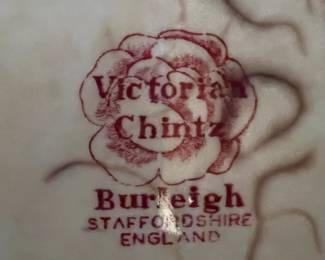 Victorian
Chintz
Burleigh
STAFFORDSHIRE
ENGLAND